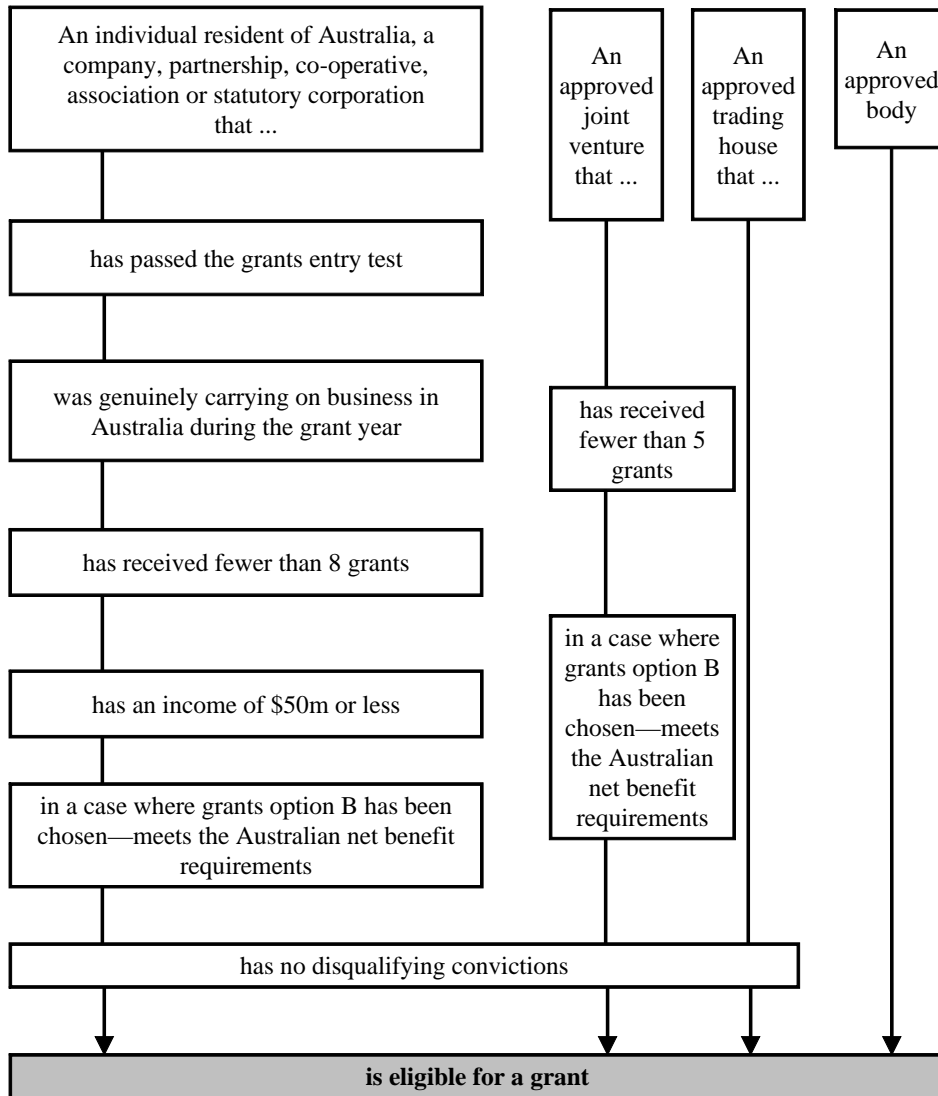 An individual resident of Australia, a
company, partnership, co-operative,
association or statutory corporation
that ...
An
approved
joint
venture
that ...
An
approved
trading
house
that ...
An
approved
body
has passed the grants entry test
was genuinely carrying on business in
Australia during the grant year
has received
fewer than 5
grants
has received fewer than 8 grants
has an income of $50m or less
in a case where
grants option B
has been
chosen—meets
the Australian
net benefit
requirements
in a case where grants option B has been
chosen—meets the Australian net benefit
requirements
has no disqualifying convictions
is eligible for a grant